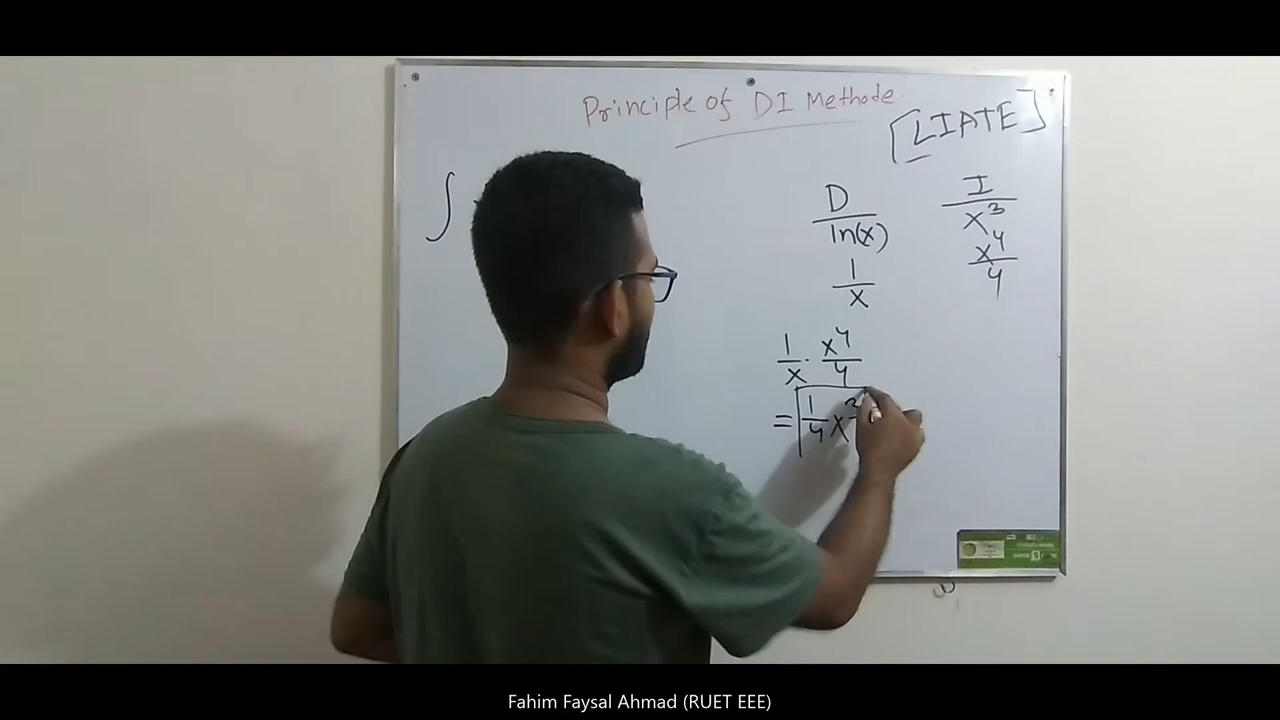 Principle of DI Methode
[LIATE]
∫
D I
ln(x) x³
1/x x⁴/4
1/x · x⁴/4
= 1/4 x³
Fahim Faysal Ahmad (RUET EEE)